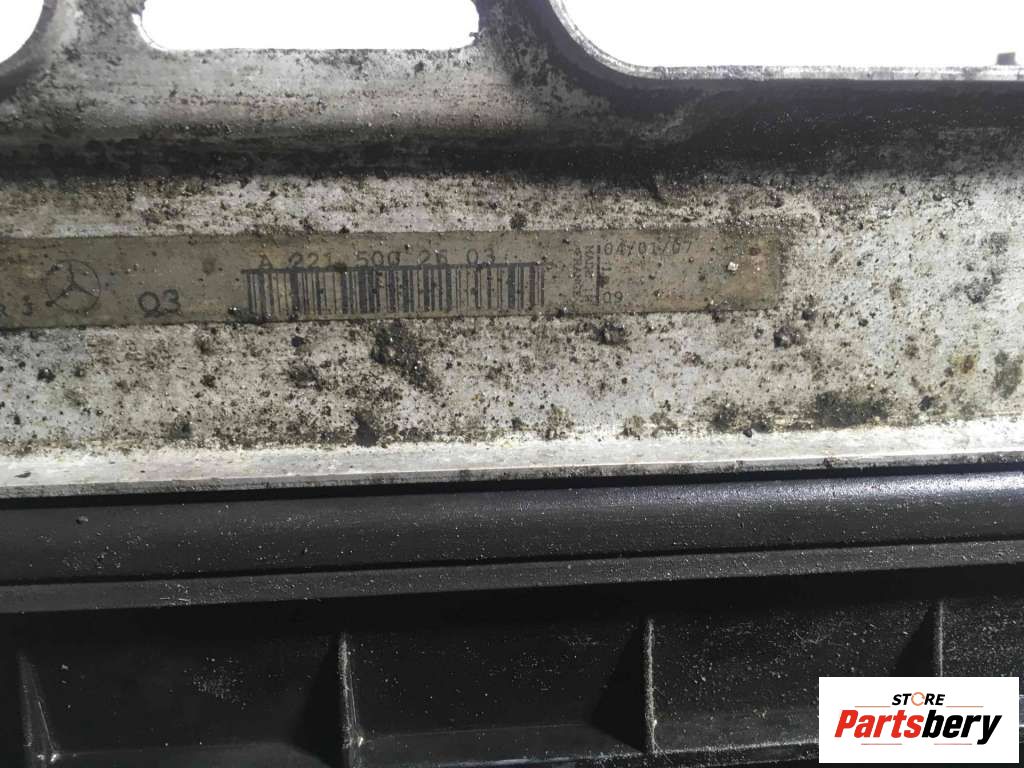 A 221 500 26 03
04/01/07
Q3
09
STORE
Partsbery